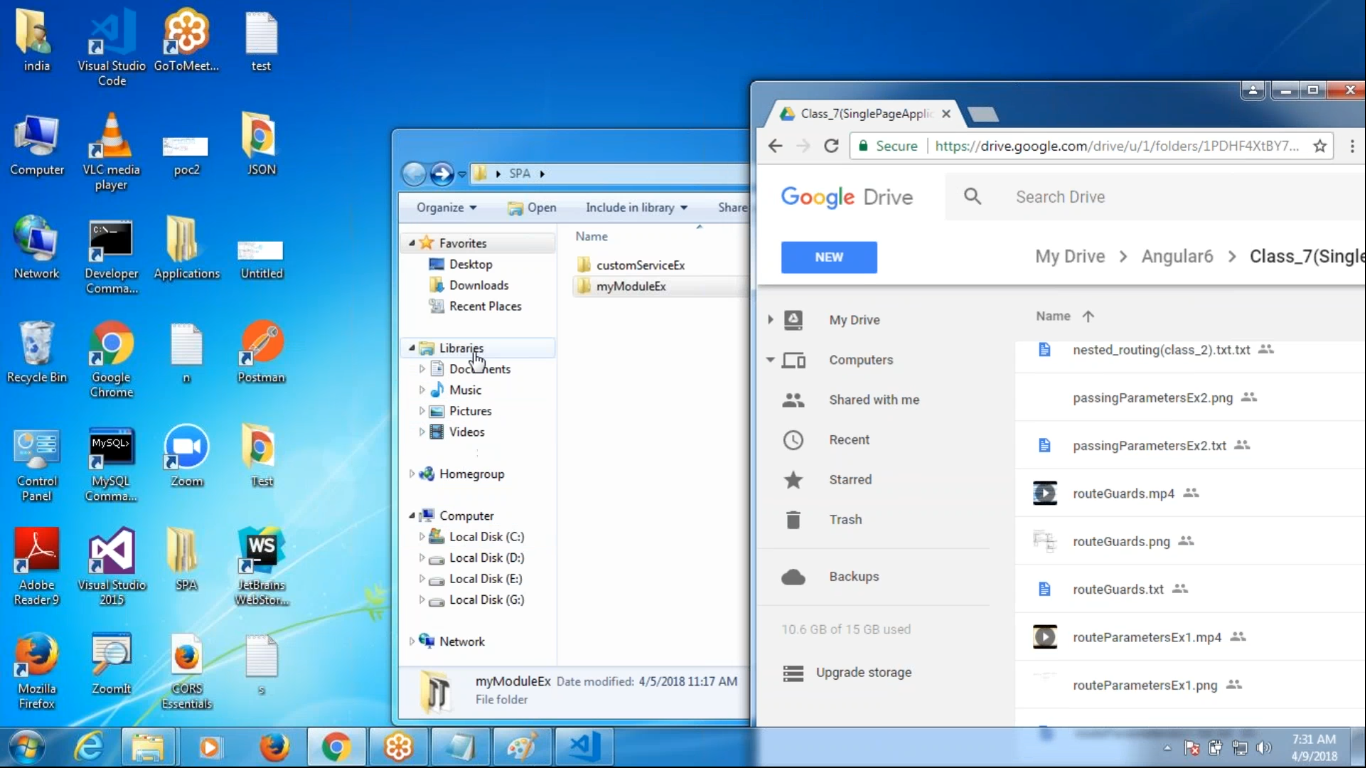 india
Visual Studio
Code
GoToMeet...
test
Computer
VLC media
player
poc2
JSON
Network
Developer
Comma...
Applications
Untitled
Recycle Bin
Google
Chrome
n
Postman
Control
Panel
MySQL>
MySQL
Comma...
Zoom
Test
Adobe
Reader 9
Visual Studio
2015
SPA
WS
JetBrains
WebStor...
Mozilla
Firefox
ZoomIt
CORS
Essentials
s
SPA
Organize
Open
Include in library
Share
Favorites
Desktop
Downloads
Recent Places
Libraries
Documents
Music
Pictures
Videos
Homegroup
Computer
Local Disk (C:)
Local Disk (D:)
Local Disk (E:)
Local Disk (G:)
Network
Name
customServiceEx
myModuleEx
myModuleEx Date modified: 4/5/2018 11:17 AM
File folder
Class_7(SinglePageApplic
Secure https://drive.google.com/drive/u/1/folders/1PDHF4XtBY7...
Google Drive
Search Drive
NEW
My Drive > Angular6 > Class_7(Single
My Drive
Computers
Shared with me
Recent
Starred
Trash
Backups
10.6 GB of 15 GB used
Upgrade storage
Name
nested_routing(class_2).txt.txt
passingParametersEx2.png
passingParametersEx2.txt
routeGuards.mp4
routeGuards.png
routeGuards.txt
routeParametersEx1.mp4
routeParametersEx1.png
7:31 AM
4/9/2018